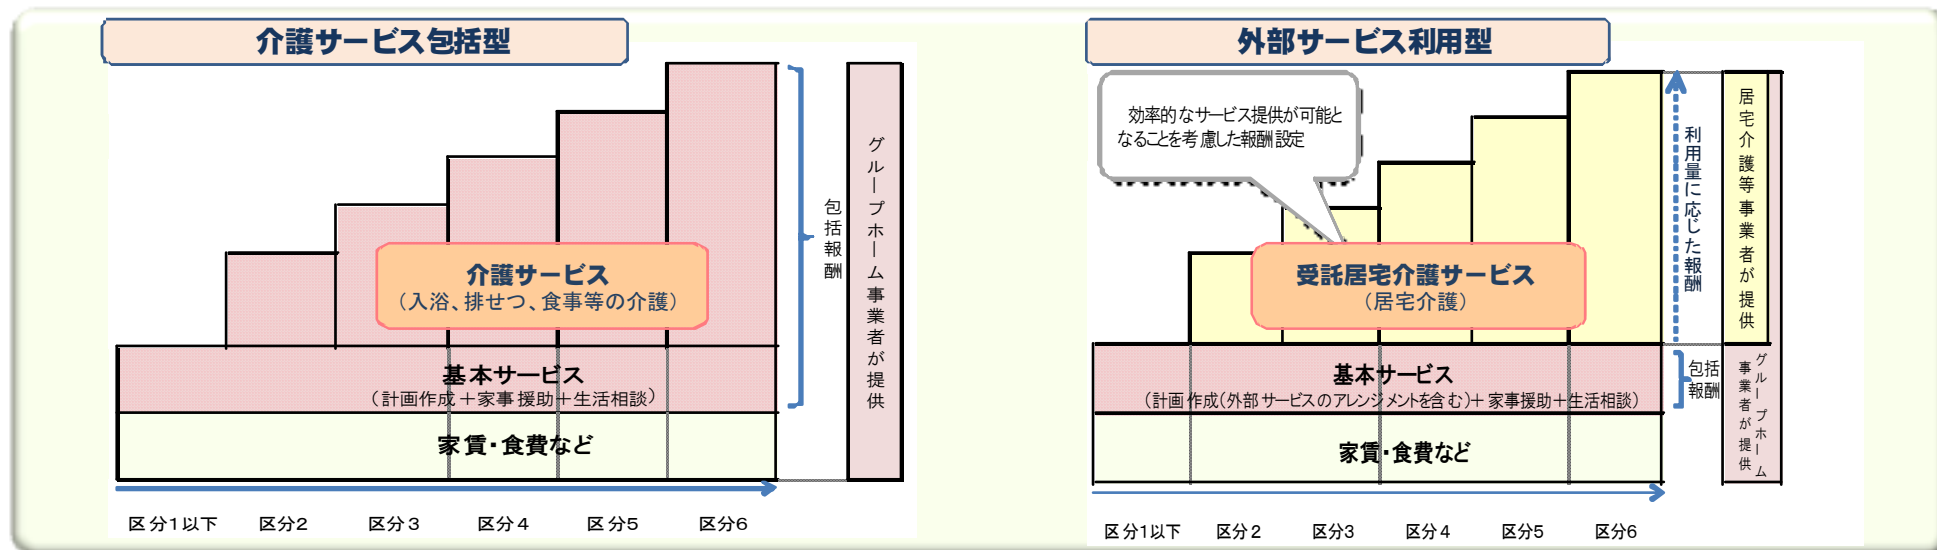 介護サービス包括型
介護サービス
（入浴、排せつ、食事等の介護）
基本サービス
（計画作成＋家事援助＋生活相談）
家賃・食費など
包括報酬
グループホーム事業者が提供
区分1以下
区分2
区分3
区分4
区分5
区分6
外部サービス利用型
効率的なサービス提供が可能と
なることを考慮した報酬設定
受託居宅介護サービス
（居宅介護）
基本サービス
（計画作成（外部サービスのアレンジメントを含む）＋家事援助＋生活相談）
家賃・食費など
利用量に応じた報酬
包括
報酬
居宅介護等事業者が提供
グループホーム
事業者が提供
区分1以下
区分2
区分3
区分4
区分5
区分6